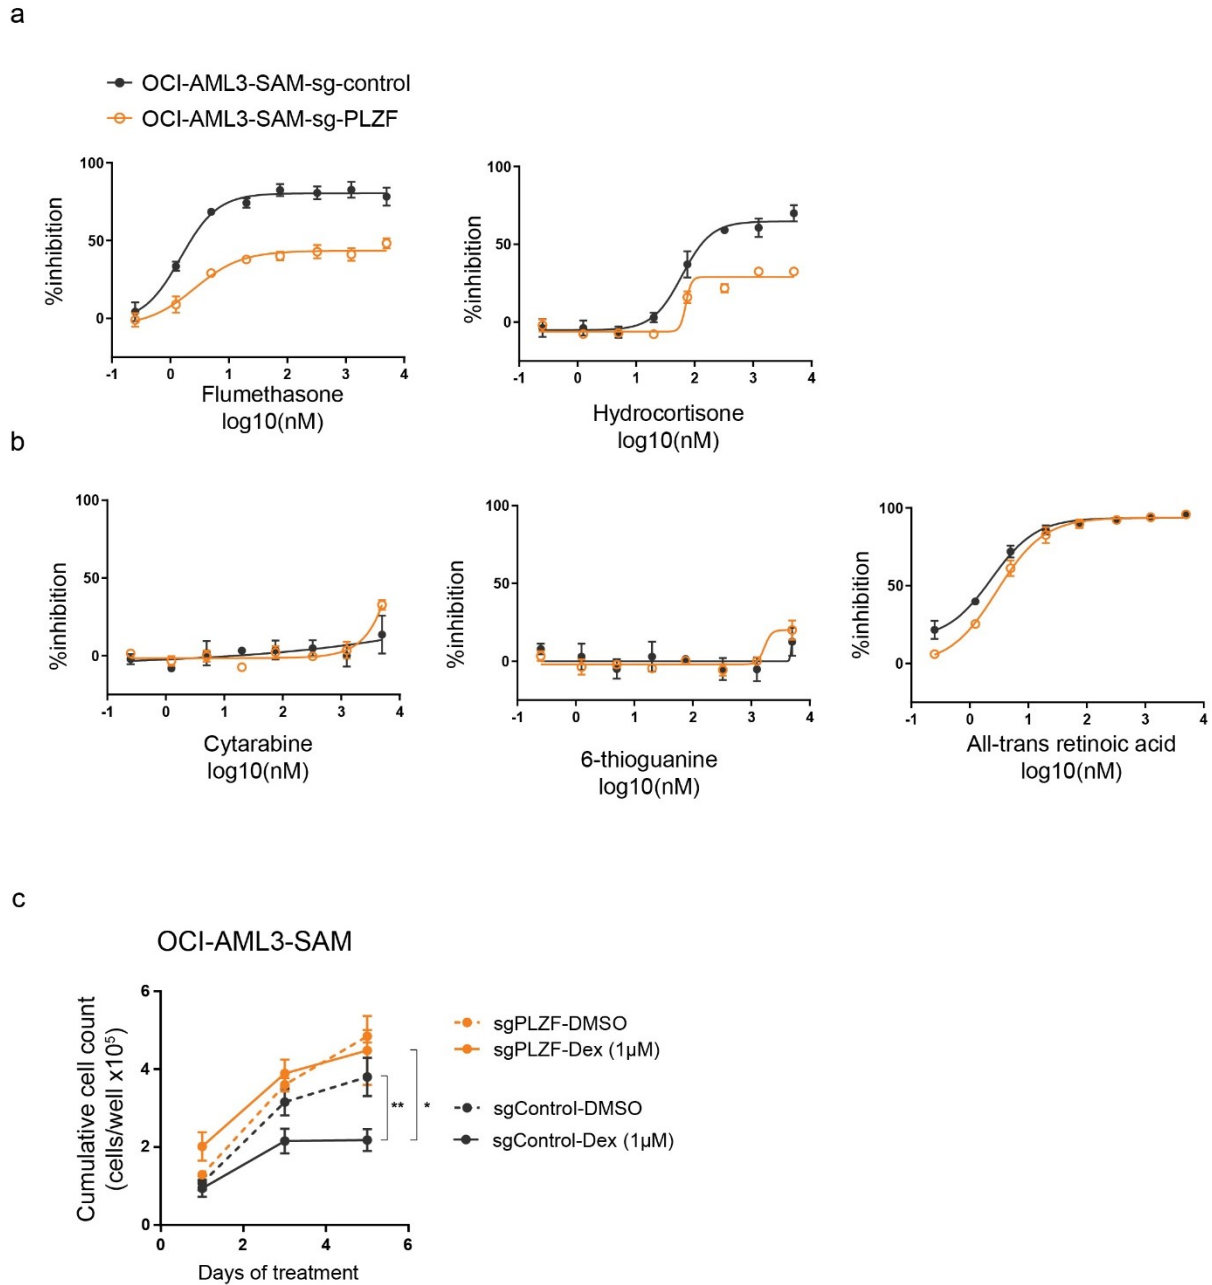 a
OCI-AML3-SAM-sg-control
OCI-AML3-SAM-sg-PLZF
100
50
0
%inhibition
-1 0 1 2 3 4
Flumethasone
log10(nM)
100
50
0
%inhibition
-1 0 1 2 3 4
Hydrocortisone
log10(nM)
b
100
50
0
%inhibition
-1 0 1 2 3 4
Cytarabine
log10(nM)
100
50
0
%inhibition
-1 0 1 2 3 4
6-thioguanine
log10(nM)
100
50
0
%inhibition
-1 0 1 2 3 4
All-trans retinoic acid
log10(nM)
c
OCI-AML3-SAM
6
4
2
0
Cumulative cell count
(cells/well x10⁵)
0 2 4 6
Days of treatment
** *
sgPLZF-DMSO
sgPLZF-Dex (1µM)
sgControl-DMSO
sgControl-Dex (1µM)